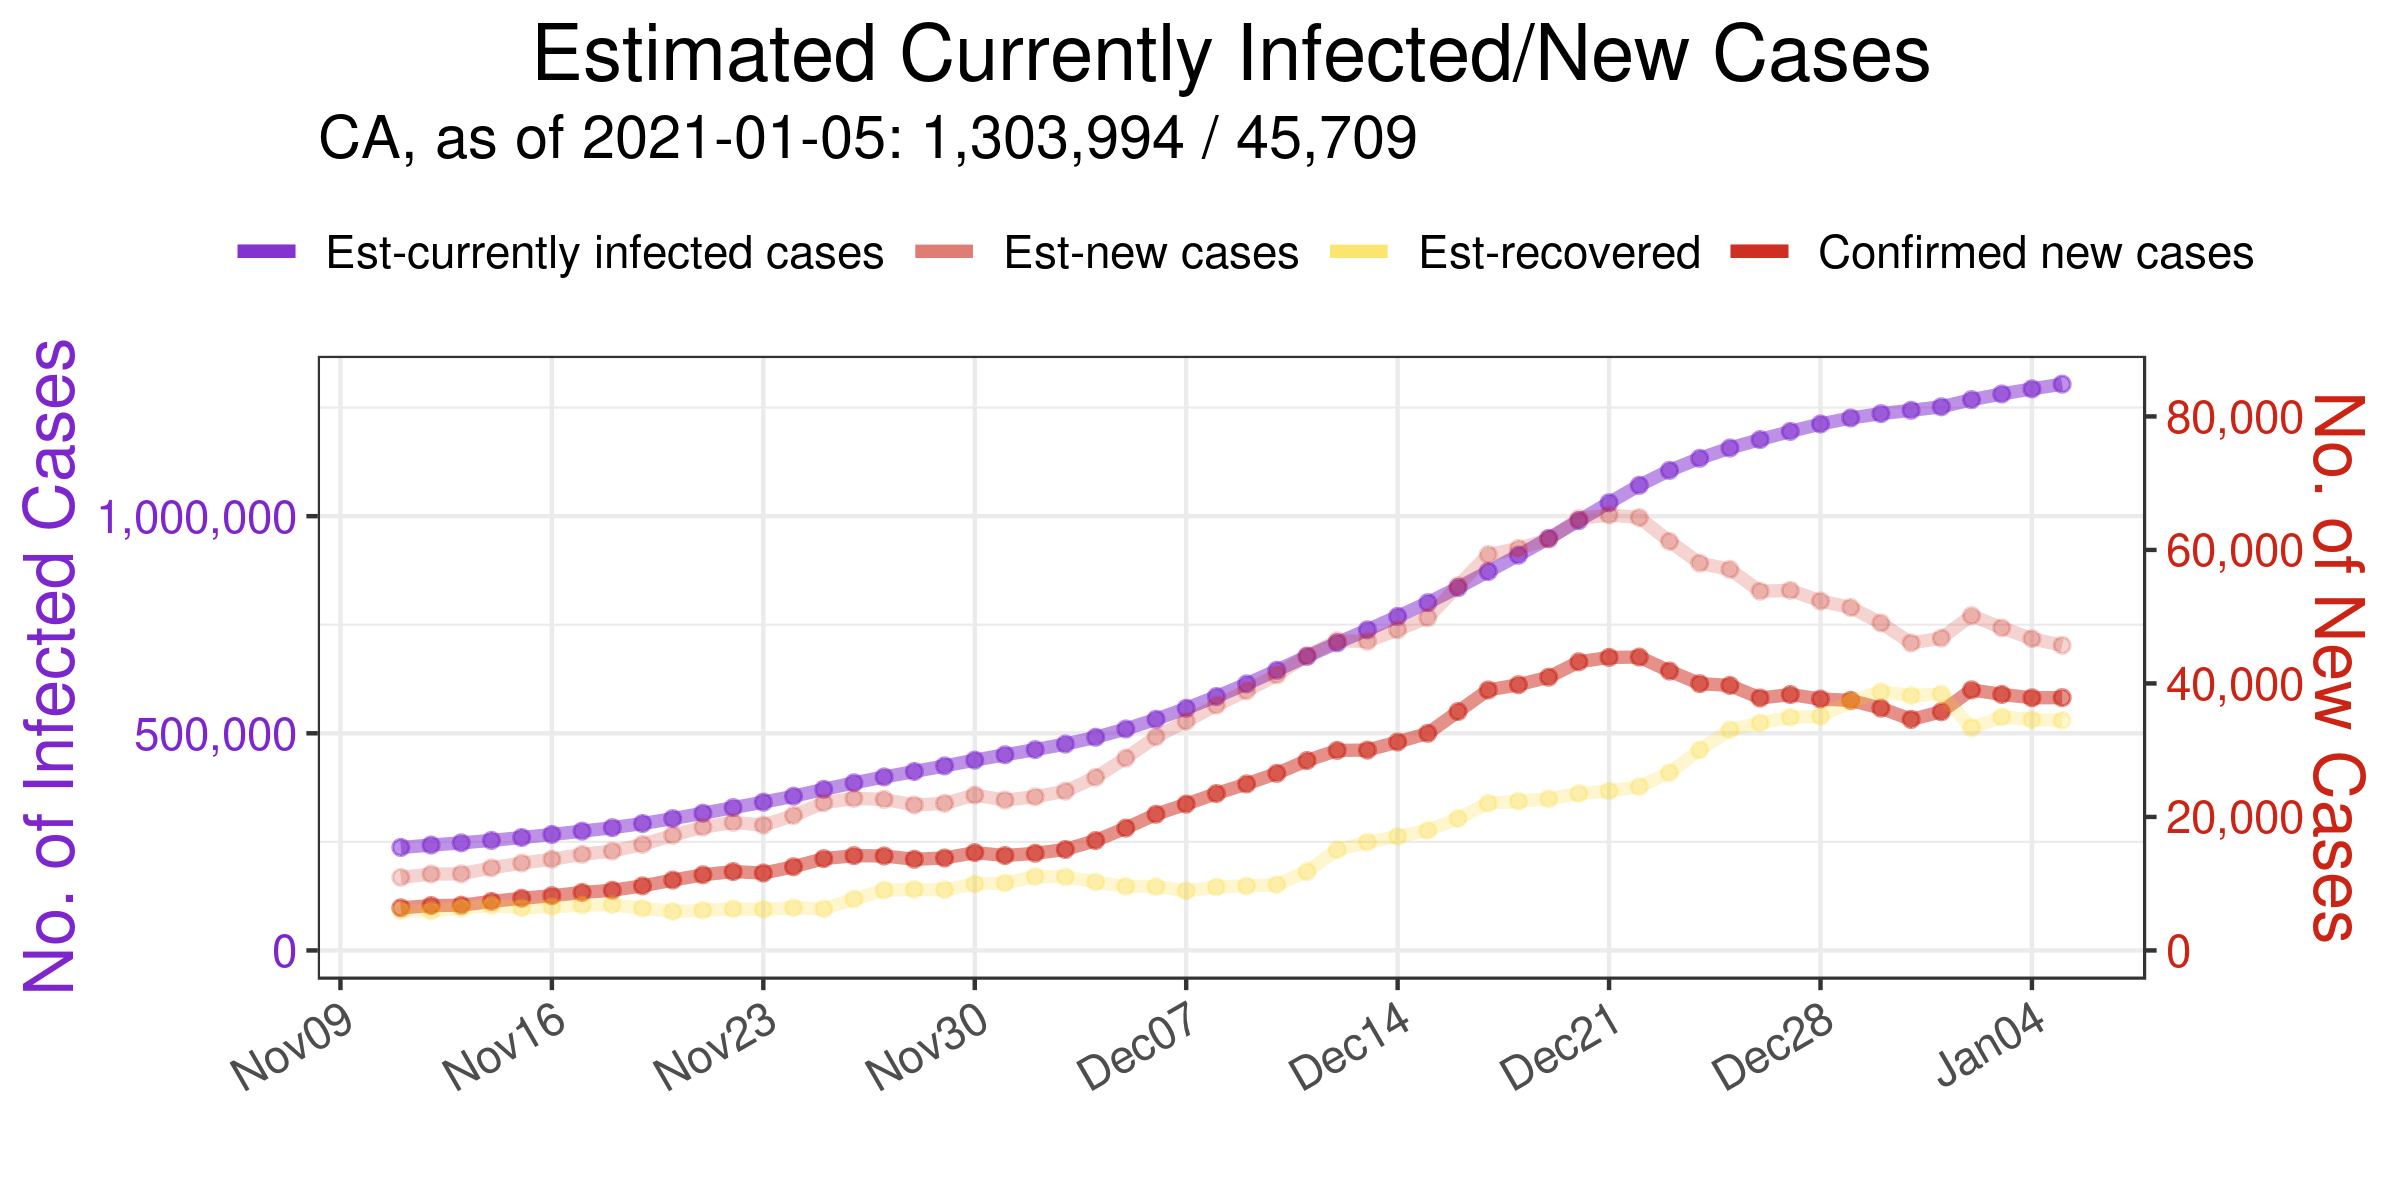 Estimated Currently Infected/New Cases
CA, as of 2021-01-05: 1,303,994 / 45,709
Est-currently infected cases
Est-new cases
Est-recovered
Confirmed new cases
No. of Infected Cases
1,000,000
500,000
0
80,000
60,000
40,000
20,000
0
No. of New Cases
Nov09
Nov16
Nov23
Nov30
Dec07
Dec14
Dec21
Dec28
Jan04